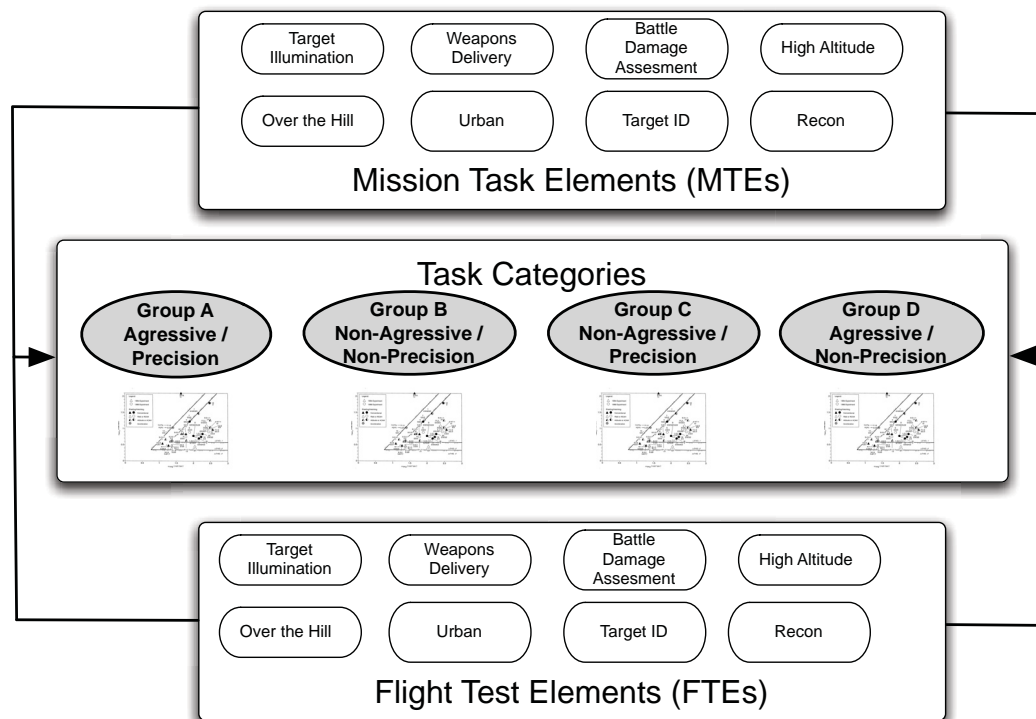 Target
Illumination
Weapons
Delivery
Battle
Damage
Assesment
High Altitude
Over the Hill
Urban
Target ID
Recon
Mission Task Elements (MTEs)
Task Categories
Group A
Agressive /
Precision
Group B
Non-Agressive /
Non-Precision
Group C
Non-Agressive /
Precision
Group D
Agressive /
Non-Precision
Target
Illumination
Weapons
Delivery
Battle
Damage
Assesment
High Altitude
Over the Hill
Urban
Target ID
Recon
Flight Test Elements (FTEs)